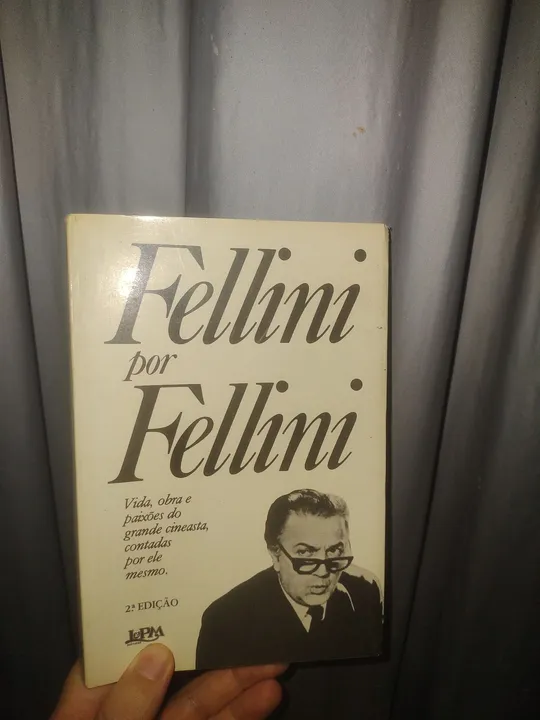 Fellini
por
Fellini
Vida, obra e
paixões do
grande cineasta,
contadas
por ele
mesmo.
2ª EDIÇÃO
L&PM